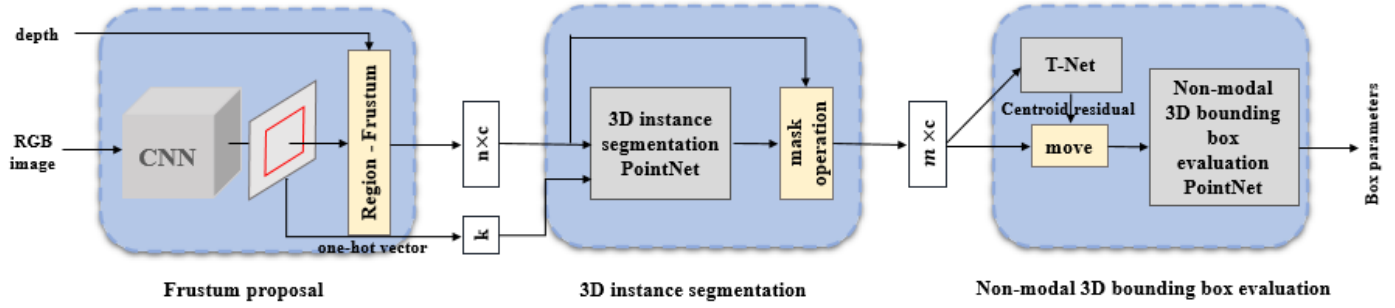 depth
RGB
image
CNN
Region - Frustum
one-hot vector
n×c
k
3D instance
segmentation
PointNet
mask
operation
m ×c
T-Net
Centroid residual
move
Non-modal
3D bounding
box
evaluation
PointNet
Box parameters
Frustum proposal
3D instance segmentation
Non-modal 3D bounding box evaluation